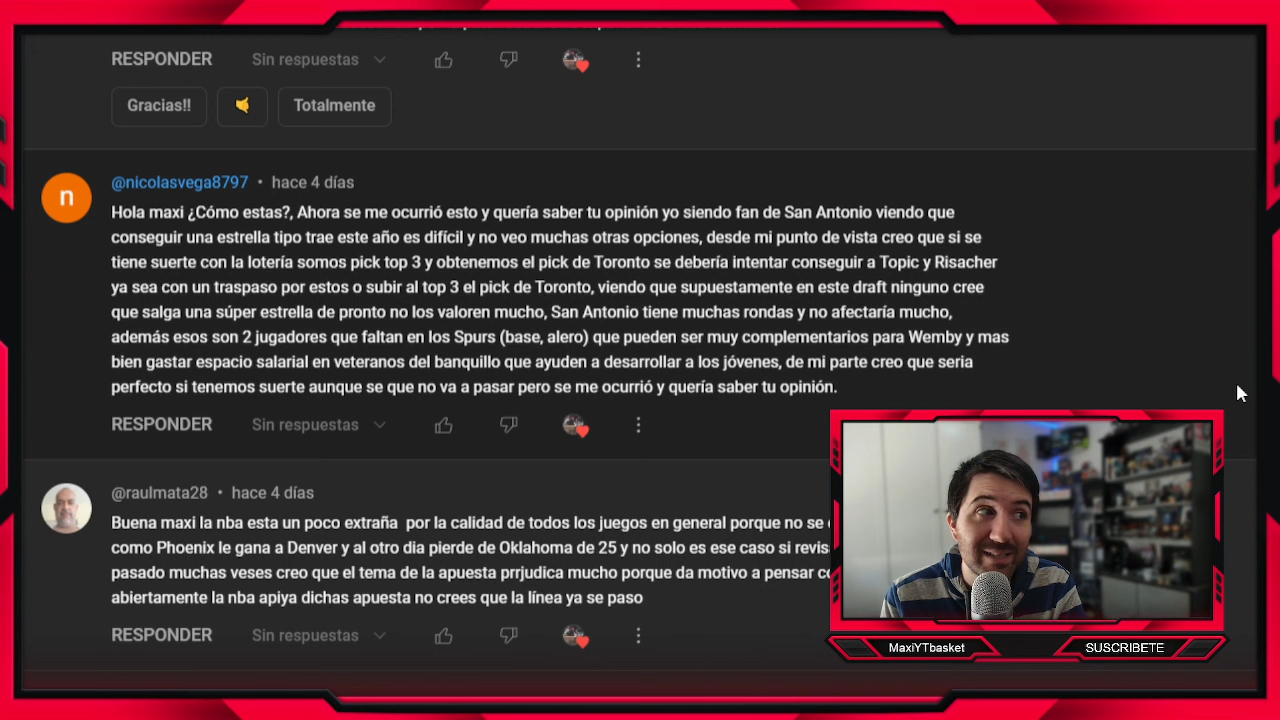 RESPONDER Sin respuestas
Gracias!! Totalmente
n @nicolasvega8797 • hace 4 días
Hola maxi ¿Cómo estas?, Ahora se me ocurrió esto y quería saber tu opinión yo siendo fan de San Antonio viendo que
conseguir una estrella tipo trae este año es difícil y no veo muchas otras opciones, desde mi punto de vista creo que si se
tiene suerte con la lotería somos pick top 3 y obtenemos el pick de Toronto se debería intentar conseguir a Topic y Risacher
ya sea con un traspaso por estos o subir al top 3 el pick de Toronto, viendo que supuestamente en este draft ninguno cree
que salga una súper estrella de pronto no los valoren mucho, San Antonio tiene muchas rondas y no afectaría mucho,
además esos son 2 jugadores que faltan en los Spurs (base, alero) que pueden ser muy complementarios para Wemby y mas
bien gastar espacio salarial en veteranos del banquillo que ayuden a desarrollar a los jóvenes, de mi parte creo que seria
perfecto si tenemos suerte aunque se que no va a pasar pero se me ocurrió y quería saber tu opinión.
RESPONDER Sin respuestas
@raulmata28 • hace 4 días
Buena maxi la nba esta un poco extraña por la calidad de todos los juegos en general porque no se
como Phoenix le gana a Denver y al otro dia pierde de Oklahoma de 25 y no solo es ese caso si revis
pasado muchas veses creo que el tema de la apuesta prrjudica mucho porque da motivo a pensar
abiertamente la nba apiya dichas apuesta no crees que la línea ya se paso
RESPONDER Sin respuestas
MaxiYTbasket SUSCRIBETE